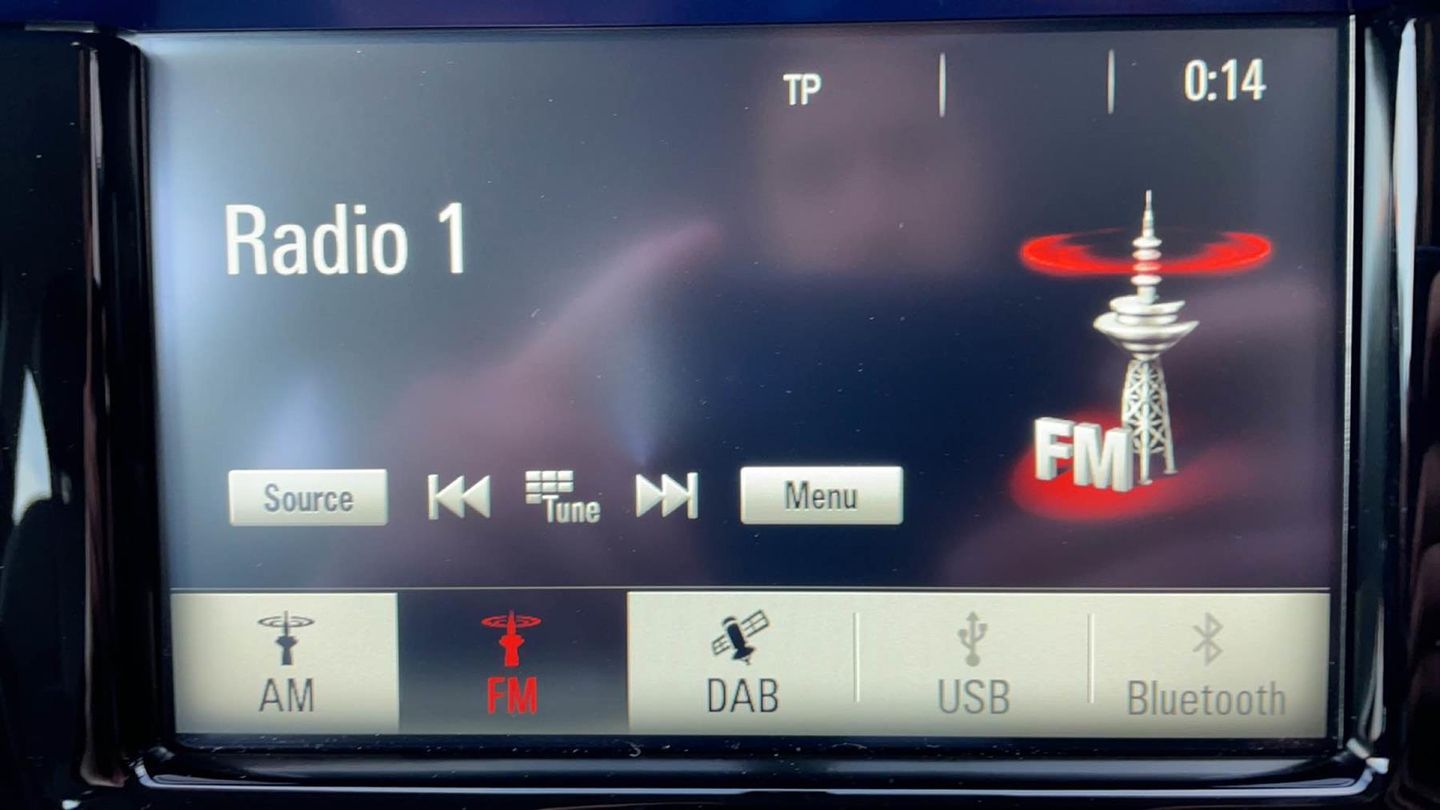 TP
0:14
Radio 1
FM
Source
Tune
Menu
AM
FM
DAB
USB
Bluetooth